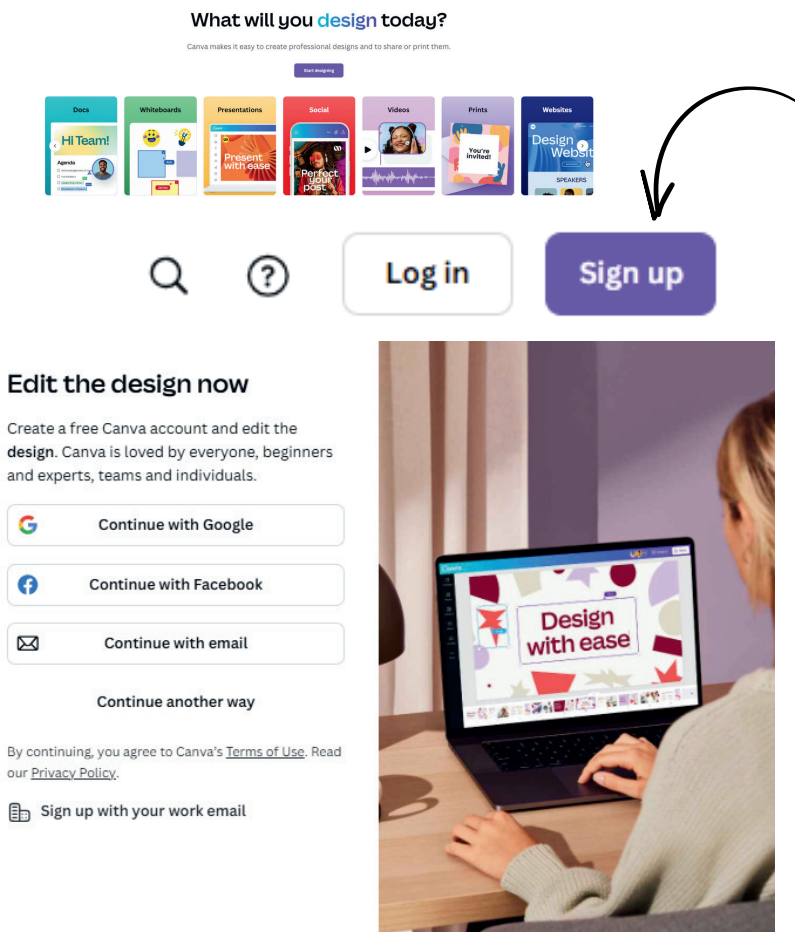 What will you design today?
Canva makes it easy to create professional designs and to share or print them.
Start designing
Docs
Whiteboards
Presentations
Social
Videos
Prints
Websites
Hi Team!
Agenda
Present
with ease
Perfect
your
post
You're
invited!
Design
Websit
SPEAKERS
Log in
Sign up
Edit the design now
Create a free Canva account and edit the
design. Canva is loved by everyone, beginners
and experts, teams and individuals.
Continue with Google
Continue with Facebook
Continue with email
Continue another way
By continuing, you agree to Canva's Terms of Use. Read
our Privacy Policy.
Sign up with your work email
Canva
Design
with ease